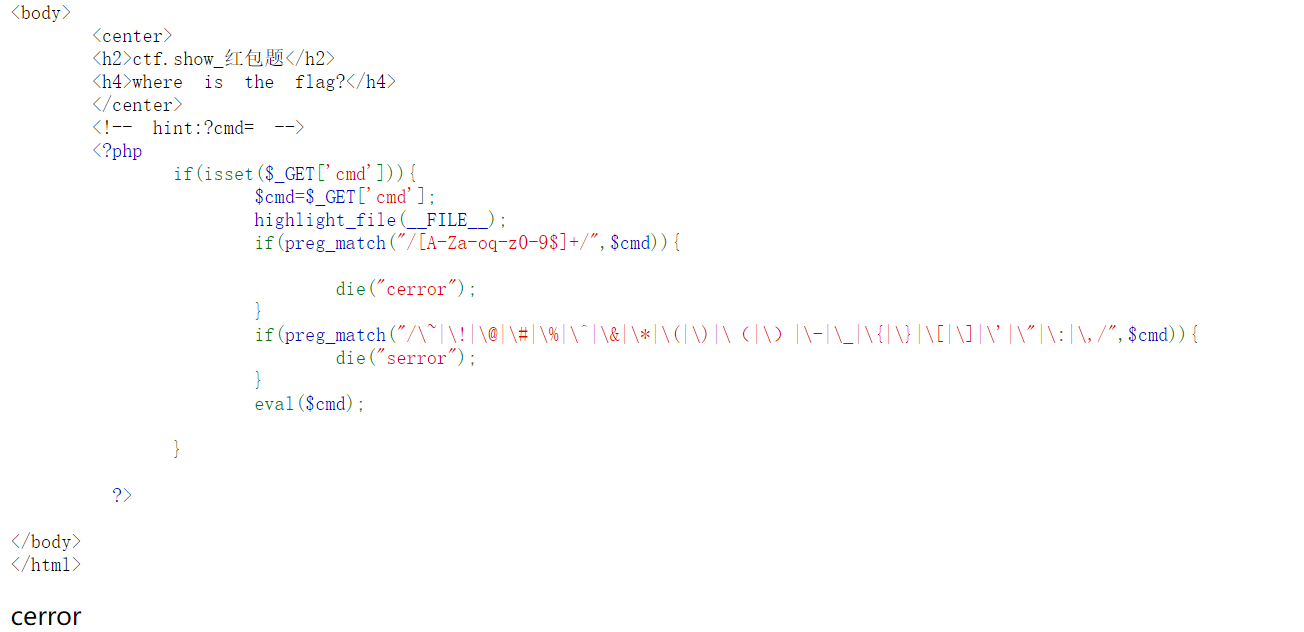 <body>
<center>
<h2>ctf.show_红包题</h2>
<h4>where is the flag?</h4>
</center>
<!-- hint:?cmd= -->
<?php
if(isset($_GET['cmd'])){
$cmd=$_GET['cmd'];
highlight_file(__FILE__);
if(preg_match("/[A-Za-oq-z0-9$]+/",$cmd)){
die("cerror");
}
if(preg_match("/\~|\!|\@|\#|\%|\^|\&|\*|\(|\)|\（|\）|\-|\_|\{|\}|\[|\]|\'|\"|\:|\,/",$cmd)){
die("serror");
}
eval($cmd);
}
?>
</body>
</html>
cerror